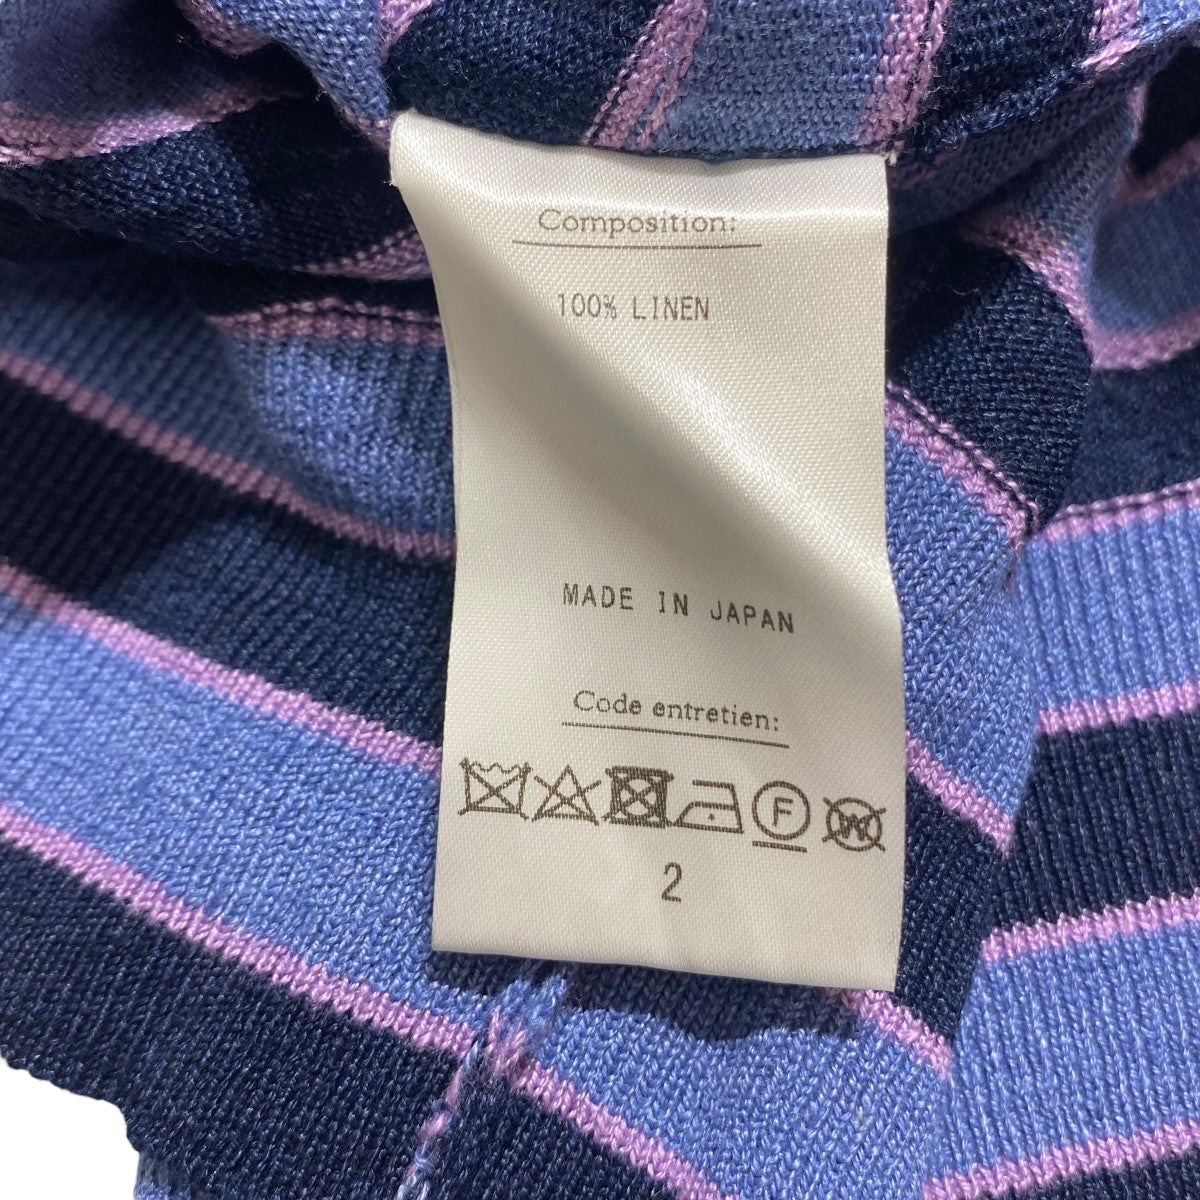 Composition:
100% LINEN
MADE IN JAPAN
Code entretien:
F W
2